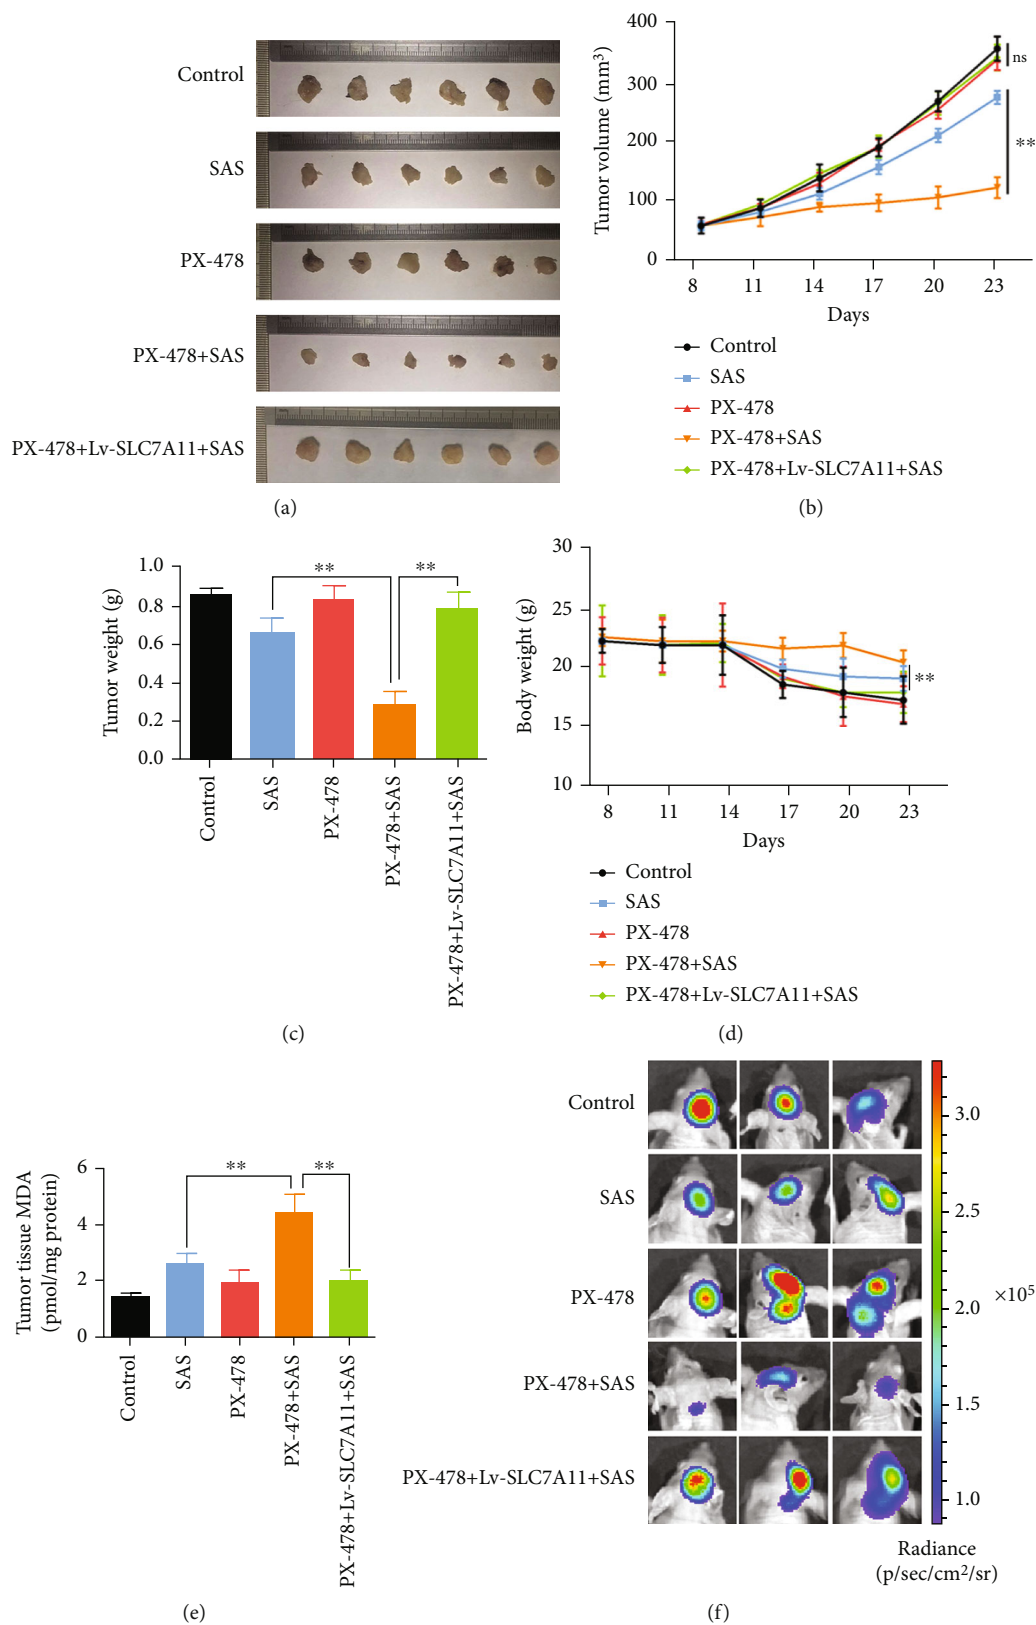 (a)
Control
SAS
PX-478
PX-478+SAS
PX-478+Lv-SLC7A11+SAS
(b)
Tumor volume (mm³)
400
300
200
100
0
8 11 14 17 20 23
Days
ns
**
Control
SAS
PX-478
PX-478+SAS
PX-478+Lv-SLC7A11+SAS
(c)
Tumor weight (g)
1.0
0.8
0.6
0.4
0.2
0.0
** **
Control
SAS
PX-478
PX-478+SAS
PX-478+Lv-SLC7A11+SAS
(d)
Body weight (g)
30
25
20
15
10
8 11 14 17 20 23
Days
**
Control
SAS
PX-478
PX-478+SAS
PX-478+Lv-SLC7A11+SAS
(e)
Tumor tissue MDA
(pmol/mg protein)
6
4
2
0
** **
Control
SAS
PX-478
PX-478+SAS
PX-478+Lv-SLC7A11+SAS
(f)
Control
SAS
PX-478
PX-478+SAS
PX-478+Lv-SLC7A11+SAS
3.0
2.5
2.0
1.5
1.0
×10⁵
Radiance
(p/sec/cm²/sr)